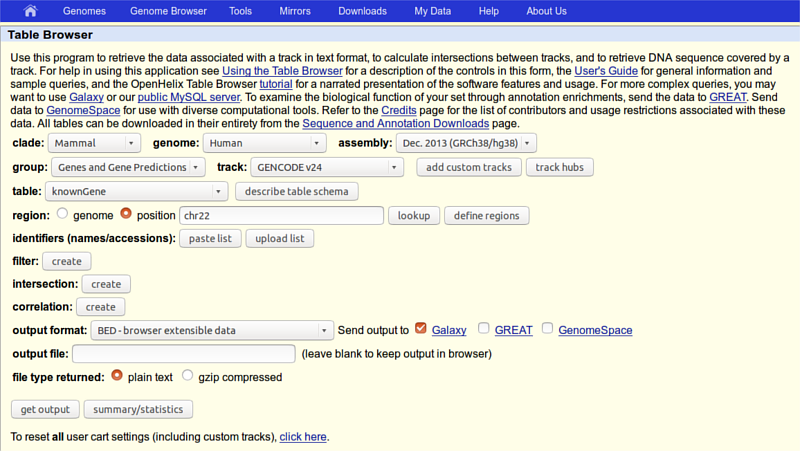 Genomes Genome Browser Tools Mirrors Downloads My Data Help About Us
Table Browser
Use this program to retrieve the data associated with a track in text format, to calculate intersections between tracks, and to retrieve DNA sequence covered by a
track. For help in using this application see Using the Table Browser for a description of the controls in this form, the User's Guide for general information and
sample queries, and the OpenHelix Table Browser tutorial for a narrated presentation of the software features and usage. For more complex queries, you may
want to use Galaxy or our public MySQL server. To examine the biological function of your set through annotation enrichments, send the data to GREAT. Send
data to GenomeSpace for use with diverse computational tools. Refer to the Credits page for the list of contributors and usage restrictions associated with these
data. All tables can be downloaded in their entirety from the Sequence and Annotation Downloads page.
clade: Mammal genome: Human assembly: Dec. 2013 (GRCh38/hg38)
group: Genes and Gene Predictions track: GENCODE v24 add custom tracks track hubs
table: knownGene describe table schema
region: genome position chr22 lookup define regions
identifiers (names/accessions): paste list upload list
filter: create
intersection: create
correlation: create
output format: BED - browser extensible data Send output to Galaxy GREAT GenomeSpace
output file: (leave blank to keep output in browser)
file type returned: plain text gzip compressed
get output summary/statistics
To reset all user cart settings (including custom tracks), click here.